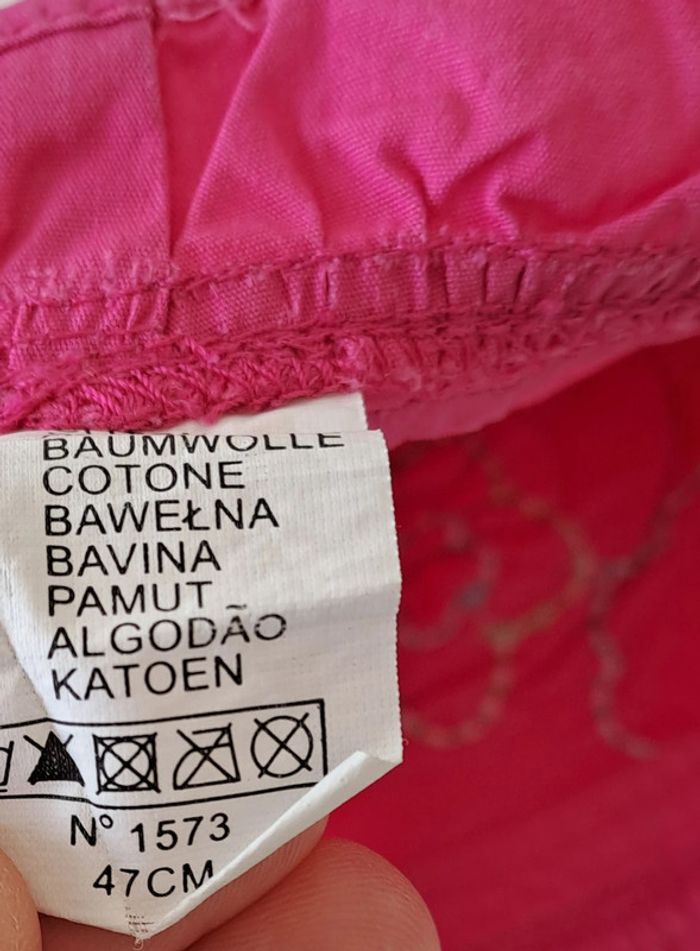 BAUMWOLLE
COTONE
BAWEŁNA
BAVINA
PAMUT
ALGODÃO
KATOEN
N° 1573
47CM